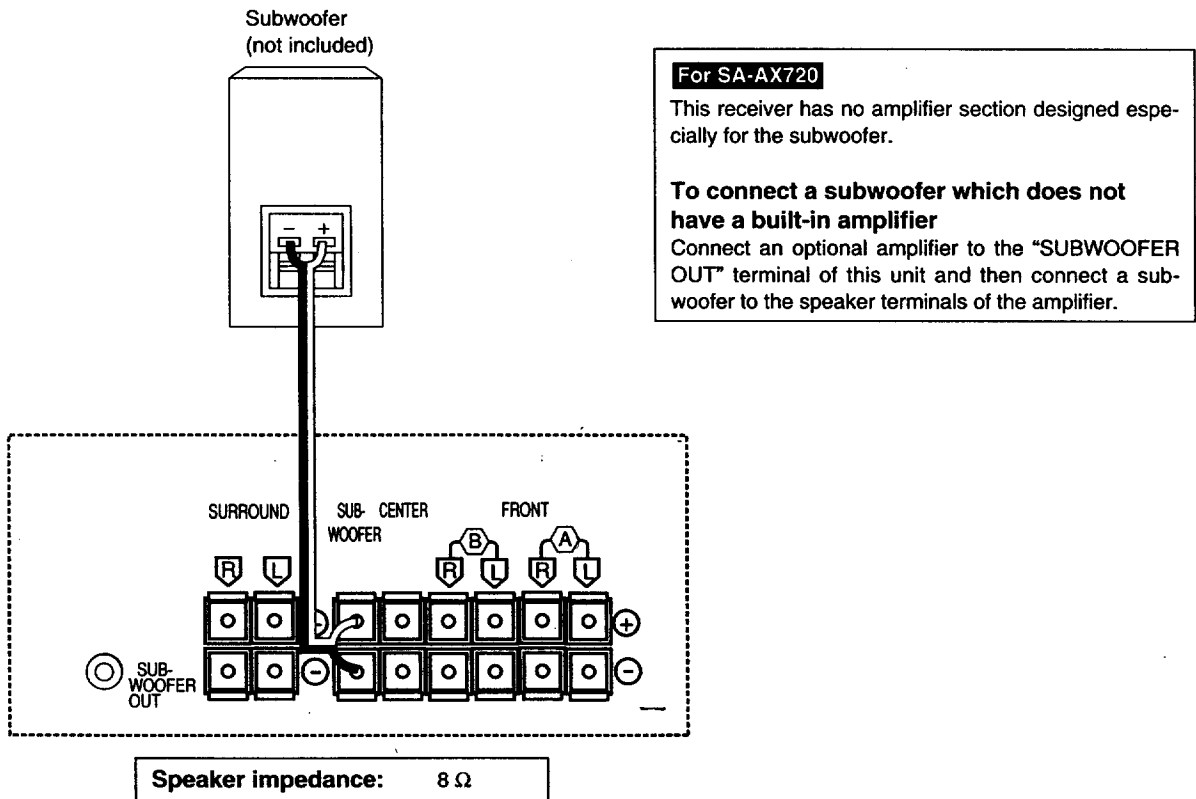 Subwoofer
(not included)
For SA-AX720
This receiver has no amplifier section designed espe-
cially for the subwoofer.
To connect a subwoofer which does not
have a built-in amplifier
Connect an optional amplifier to the “SUBWOOFER
OUT” terminal of this unit and then connect a sub-
woofer to the speaker terminals of the amplifier.
− +
SURROUND SUB- CENTER FRONT
WOOFER
B A
R L R L R L
+
SUB-
WOOFER
OUT
− −
Speaker impedance: 8 Ω